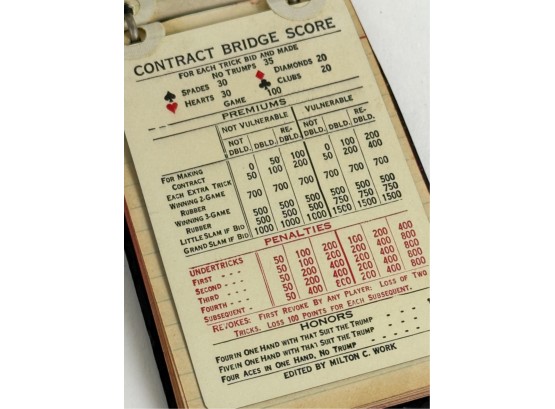 CONTRACT BRIDGE SCORE
FOR EACH TRICK BID AND MADE
NO TRUMPS 35
SPADES 30 DIAMONDS 20
HEARTS 30 CLUBS 20
GAME 100
PREMIUMS
NOT VULNERABLE VULNERABLE
NOT DBLD. DBLD. RE-DBLD. NOT DBLD. DBLD. RE-DBLD.
FOR MAKING
CONTRACT 0 50 100 0 100 200
EACH EXTRA TRICK 50 100 200 50 200 400
WINNING 2-GAME
RUBBER 700 700 700 700 700 700
WINNING 3-GAME
RUBBER 500 500 500 500 500 500
LITTLE SLAM IF BID 500 500 500 750 750 750
GRAND SLAM IF BID 1000 1000 1000 1500 1500 1500
PENALTIES
UNDERTRICKS
FIRST - - - 50 100 200 100 200 400
SECOND - - - 50 100 200 200 400 800
THIRD - - - 50 200 400 200 400 800
FOURTH - - - 50 200 400 200 400 800
SUBSEQUENT - 50 400 ECO 200 400 800
REVOKES: FIRST REVOKE BY ANY PLAYER: LOSS OF TWO
TRICKS. LOSS 100 POINTS FOR EACH SUBSEQUENT.
HONORS
FOUR IN ONE HAND WITH THAT SUIT THE TRUMP
FIVE IN ONE HAND WITH THAT SUIT THE TRUMP
FOUR ACES IN ONE HAND, NO TRUMP
EDITED BY MILTON C. WORK